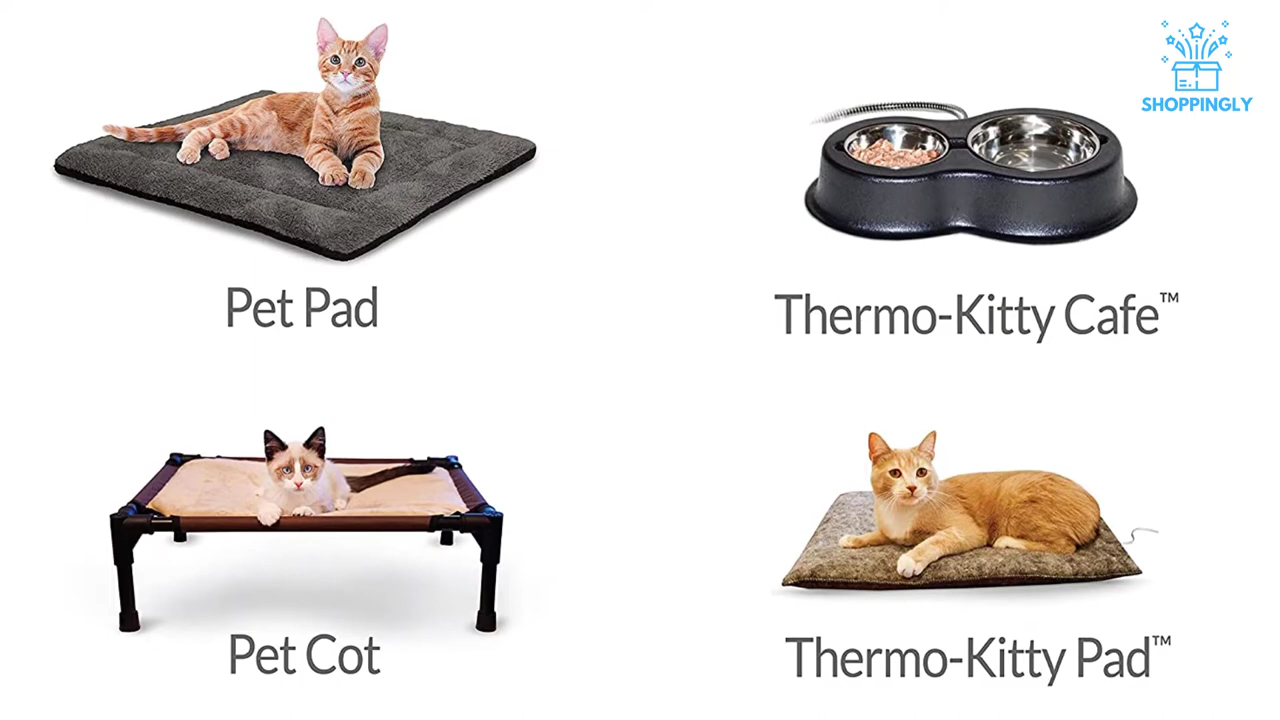 SHOPPINGLY
Pet Pad
Thermo-Kitty Cafe™
Pet Cot
Thermo-Kitty Pad™